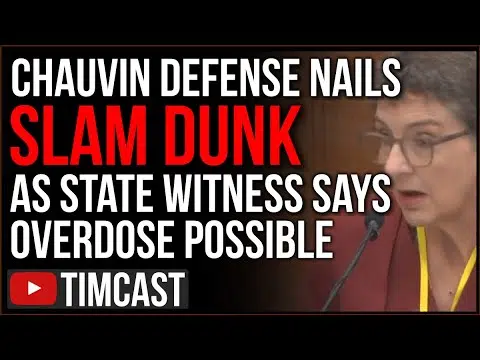 CHAUVIN DEFENSE NAILS
SLAM DUNK
AS STATE WITNESS SAYS
OVERDOSE POSSIBLE
TIMCAST